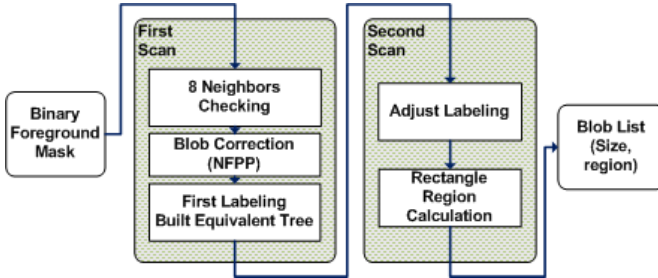 Binary
Foreground
Mask
First
Scan
8 Neighbors
Checking
Blob Correction
(NFPP)
First Labeling
Built Equivalent Tree
Second
Scan
Adjust Labeling
Rectangle
Region
Calculation
Blob List
(Size,
region)